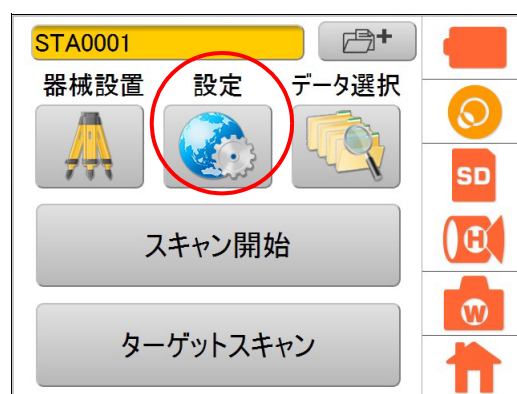 STA0001
器械設置 設定 データ選択
スキャン開始
ターゲットスキャン
SD
H
W